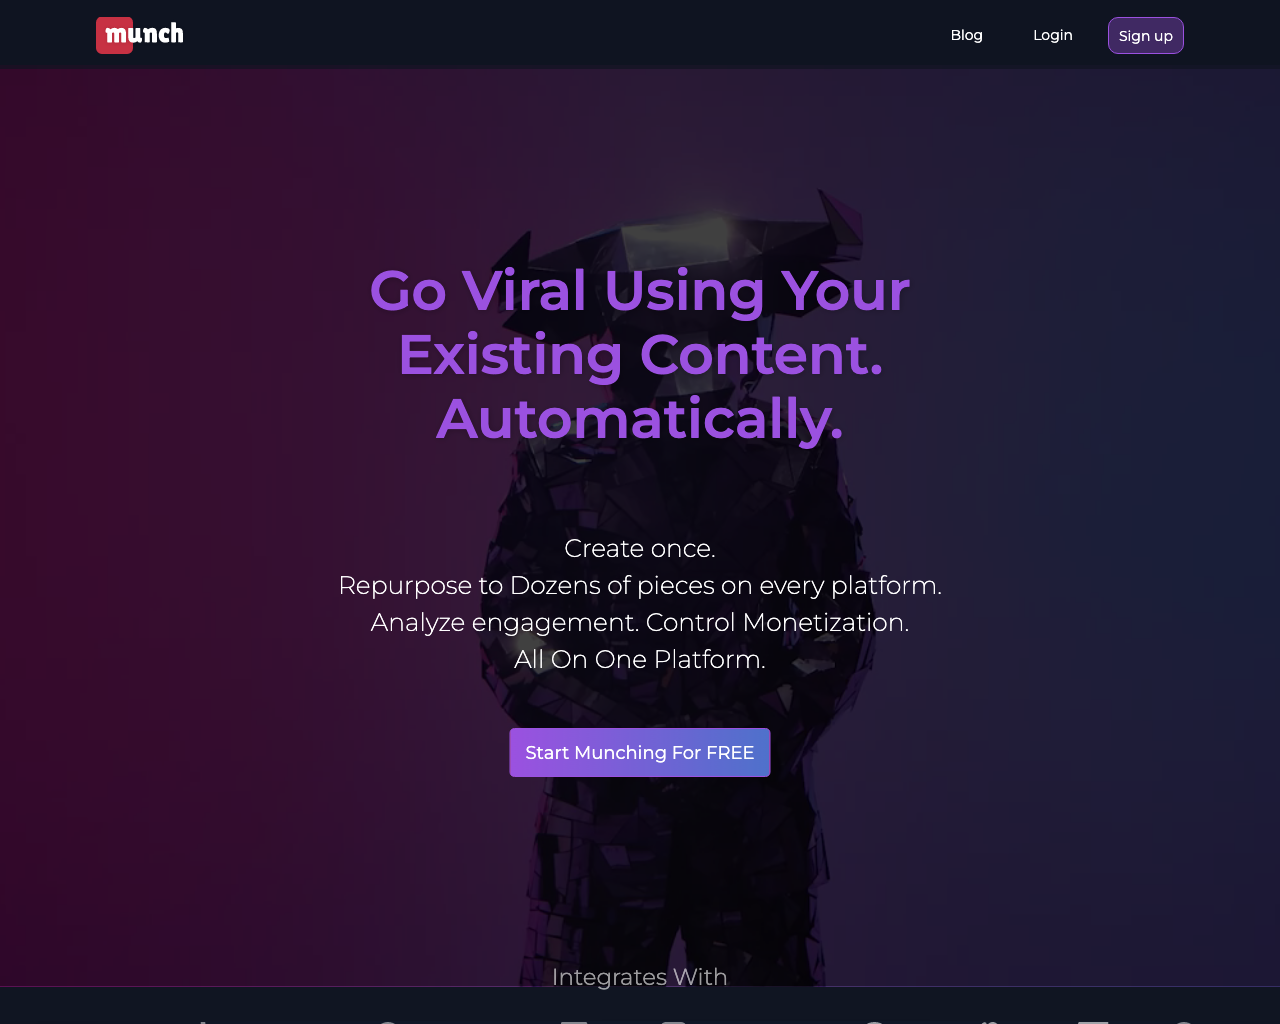 munch
Blog
Login
Sign up
Go Viral Using Your
Existing Content.
Automatically.
Create once.
Repurpose to Dozens of pieces on every platform.
Analyze engagement. Control Monetization.
All On One Platform.
Start Munching For FREE
Integrates With